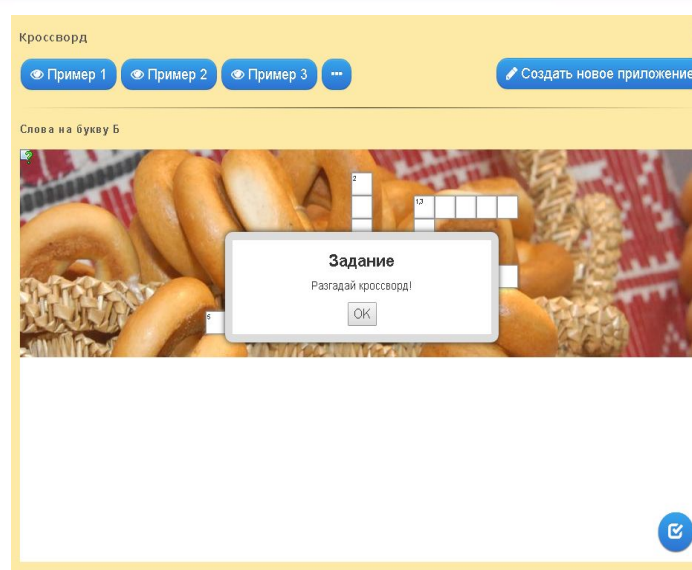 Кроссворд
Пример 1 Пример 2 Пример 3 ... Создать новое приложение
Слова на букву Б
2
1,3
Задание
Разгадай кроссворд!
OK
5